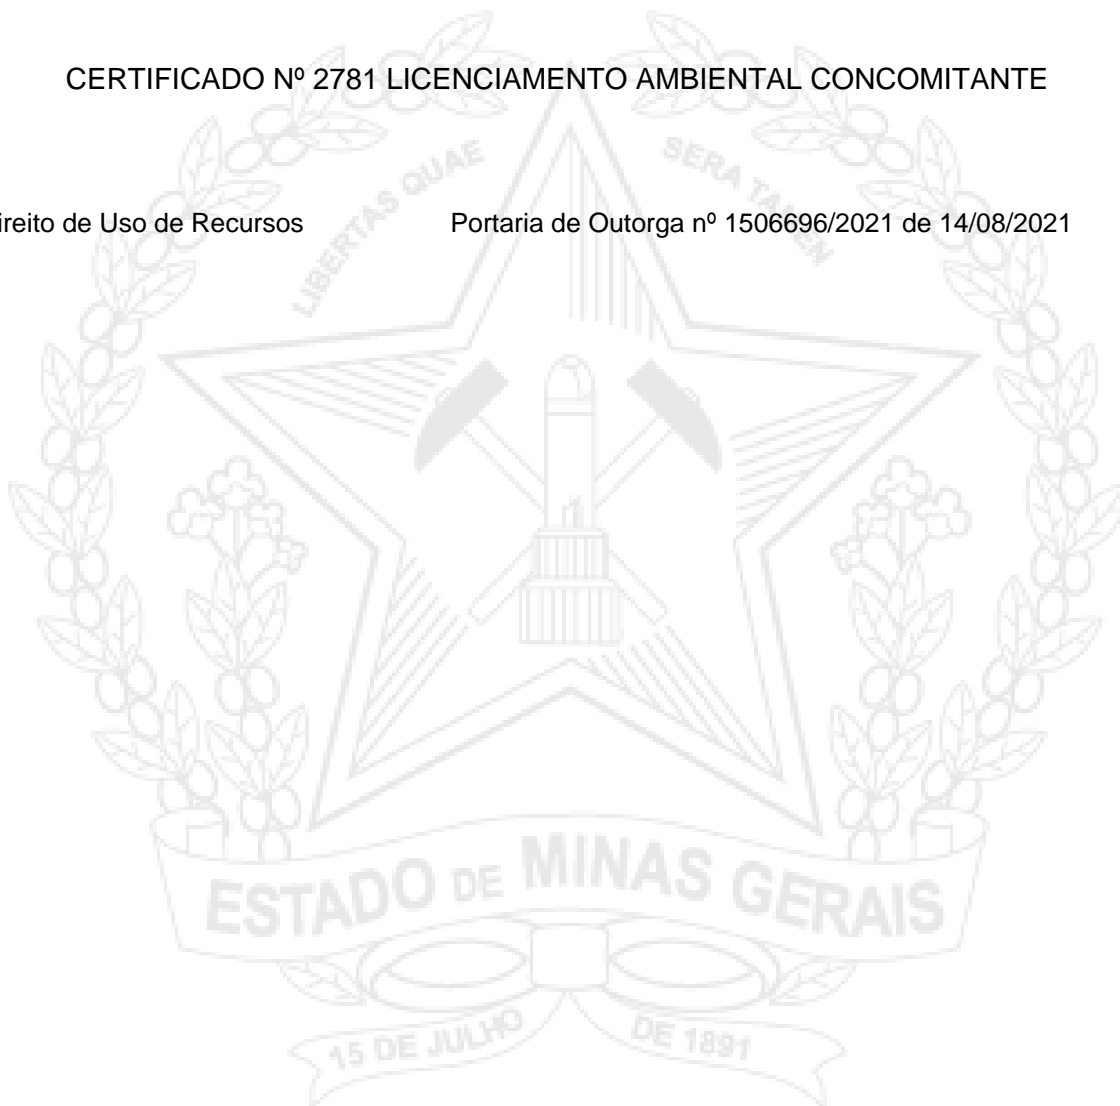 CERTIFICADO Nº 2781 LICENCIAMENTO AMBIENTAL CONCOMITANTE
LIBERTAS QUAE SERA TAMEN
ireito de Uso de Recursos Portaria de Outorga nº 1506696/2021 de 14/08/2021
ESTADO DE MINAS GERAIS
15 DE JULHO DE 1891